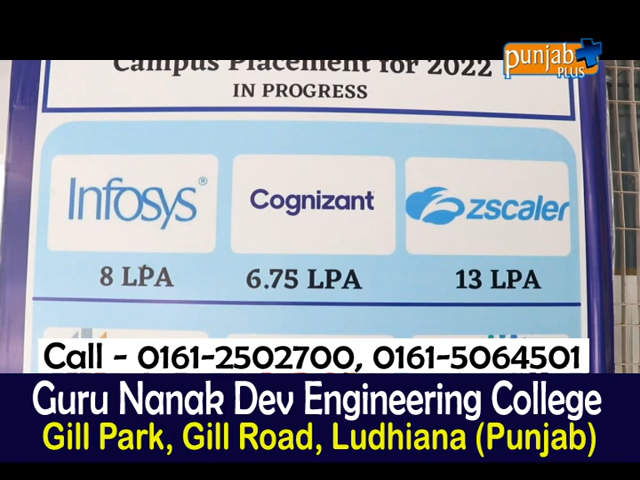 punjab
PLUS
Campus Placement for 2022
IN PROGRESS
Infosys®
Cognizant
zscaler
8 LPA
6.75 LPA
13 LPA
Call - 0161-2502700, 0161-5064501
Guru Nanak Dev Engineering College
Gill Park, Gill Road, Ludhiana (Punjab)